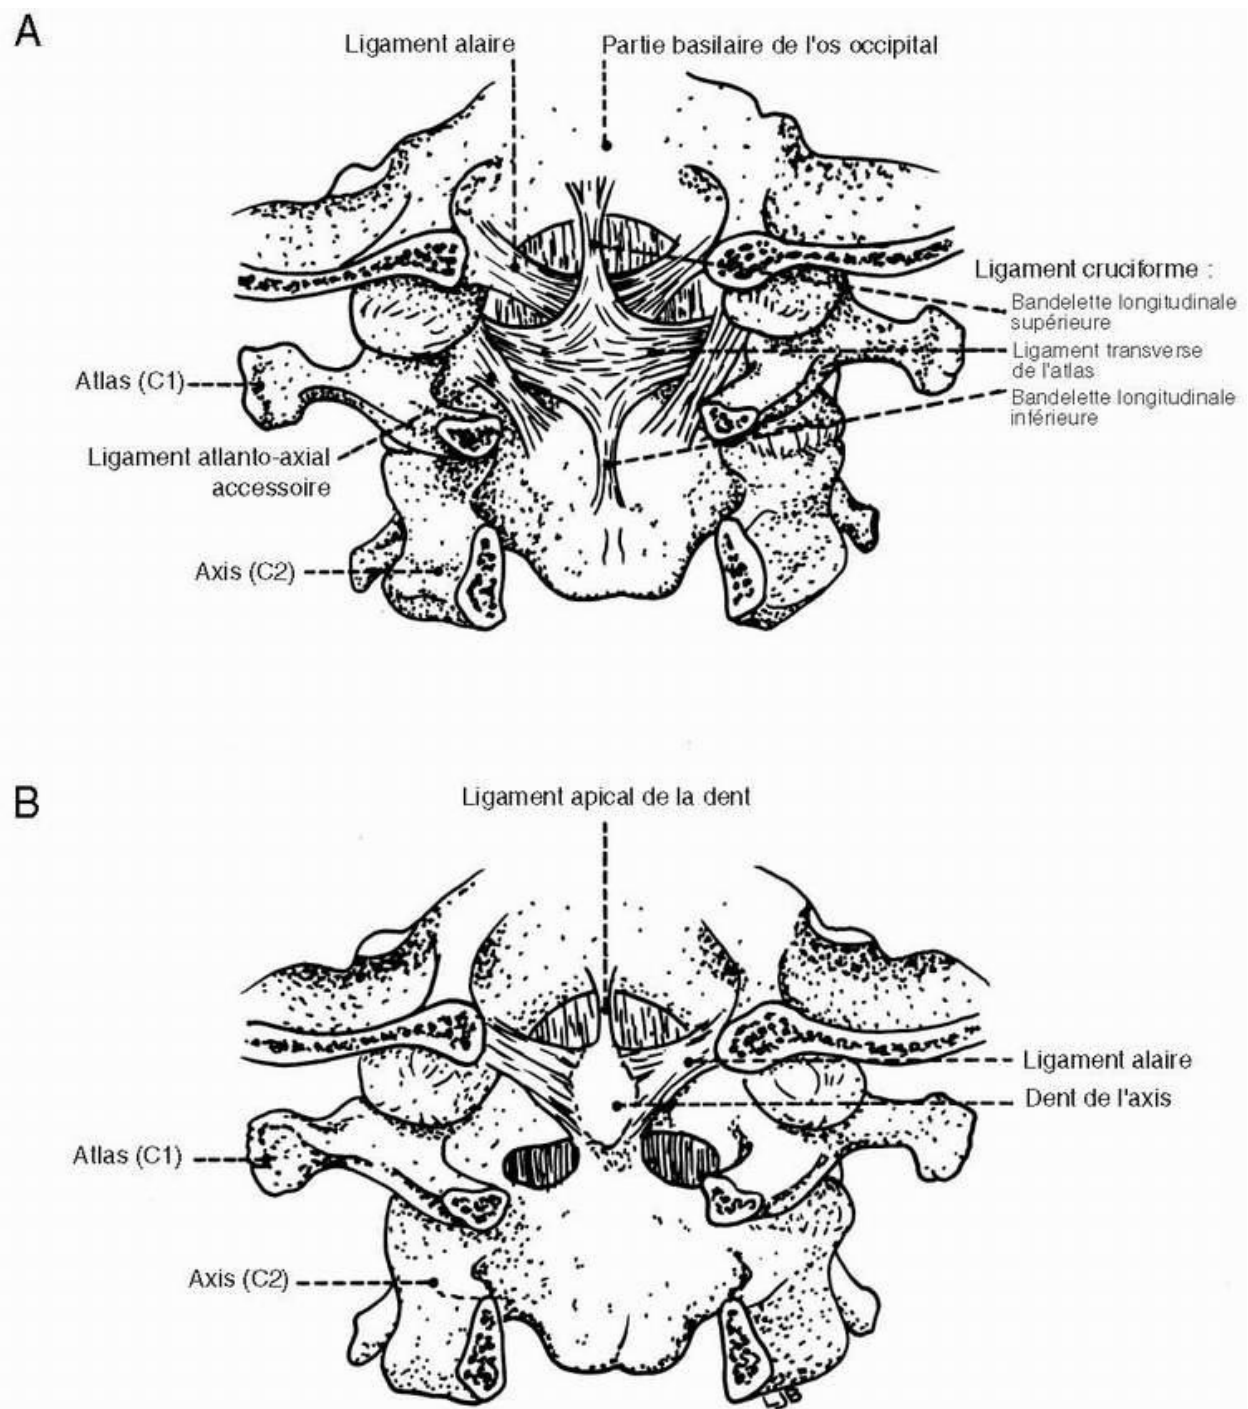 A
Ligament alaire
Partie basilaire de l'os occipital
Ligament cruciforme :
Bandelette longitudinale
supérieure
Ligament transverse
de l'atlas
Bandelette longitudinale
inférieure
Atlas (C1)
Ligament atlanto-axial
accessoire
Axis (C2)
B
Ligament apical de la dent
Ligament alaire
Dent de l'axis
Atlas (C1)
Axis (C2)
LJB